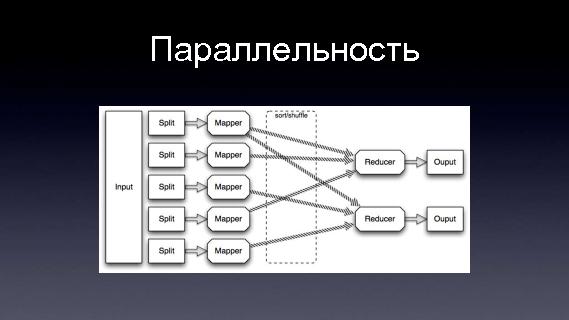 Параллельность
sort/shuffle
Split
Mapper
Split
Mapper
Reducer
Ouput
Input
Split
Mapper
Split
Mapper
Reducer
Ouput
Split
Mapper